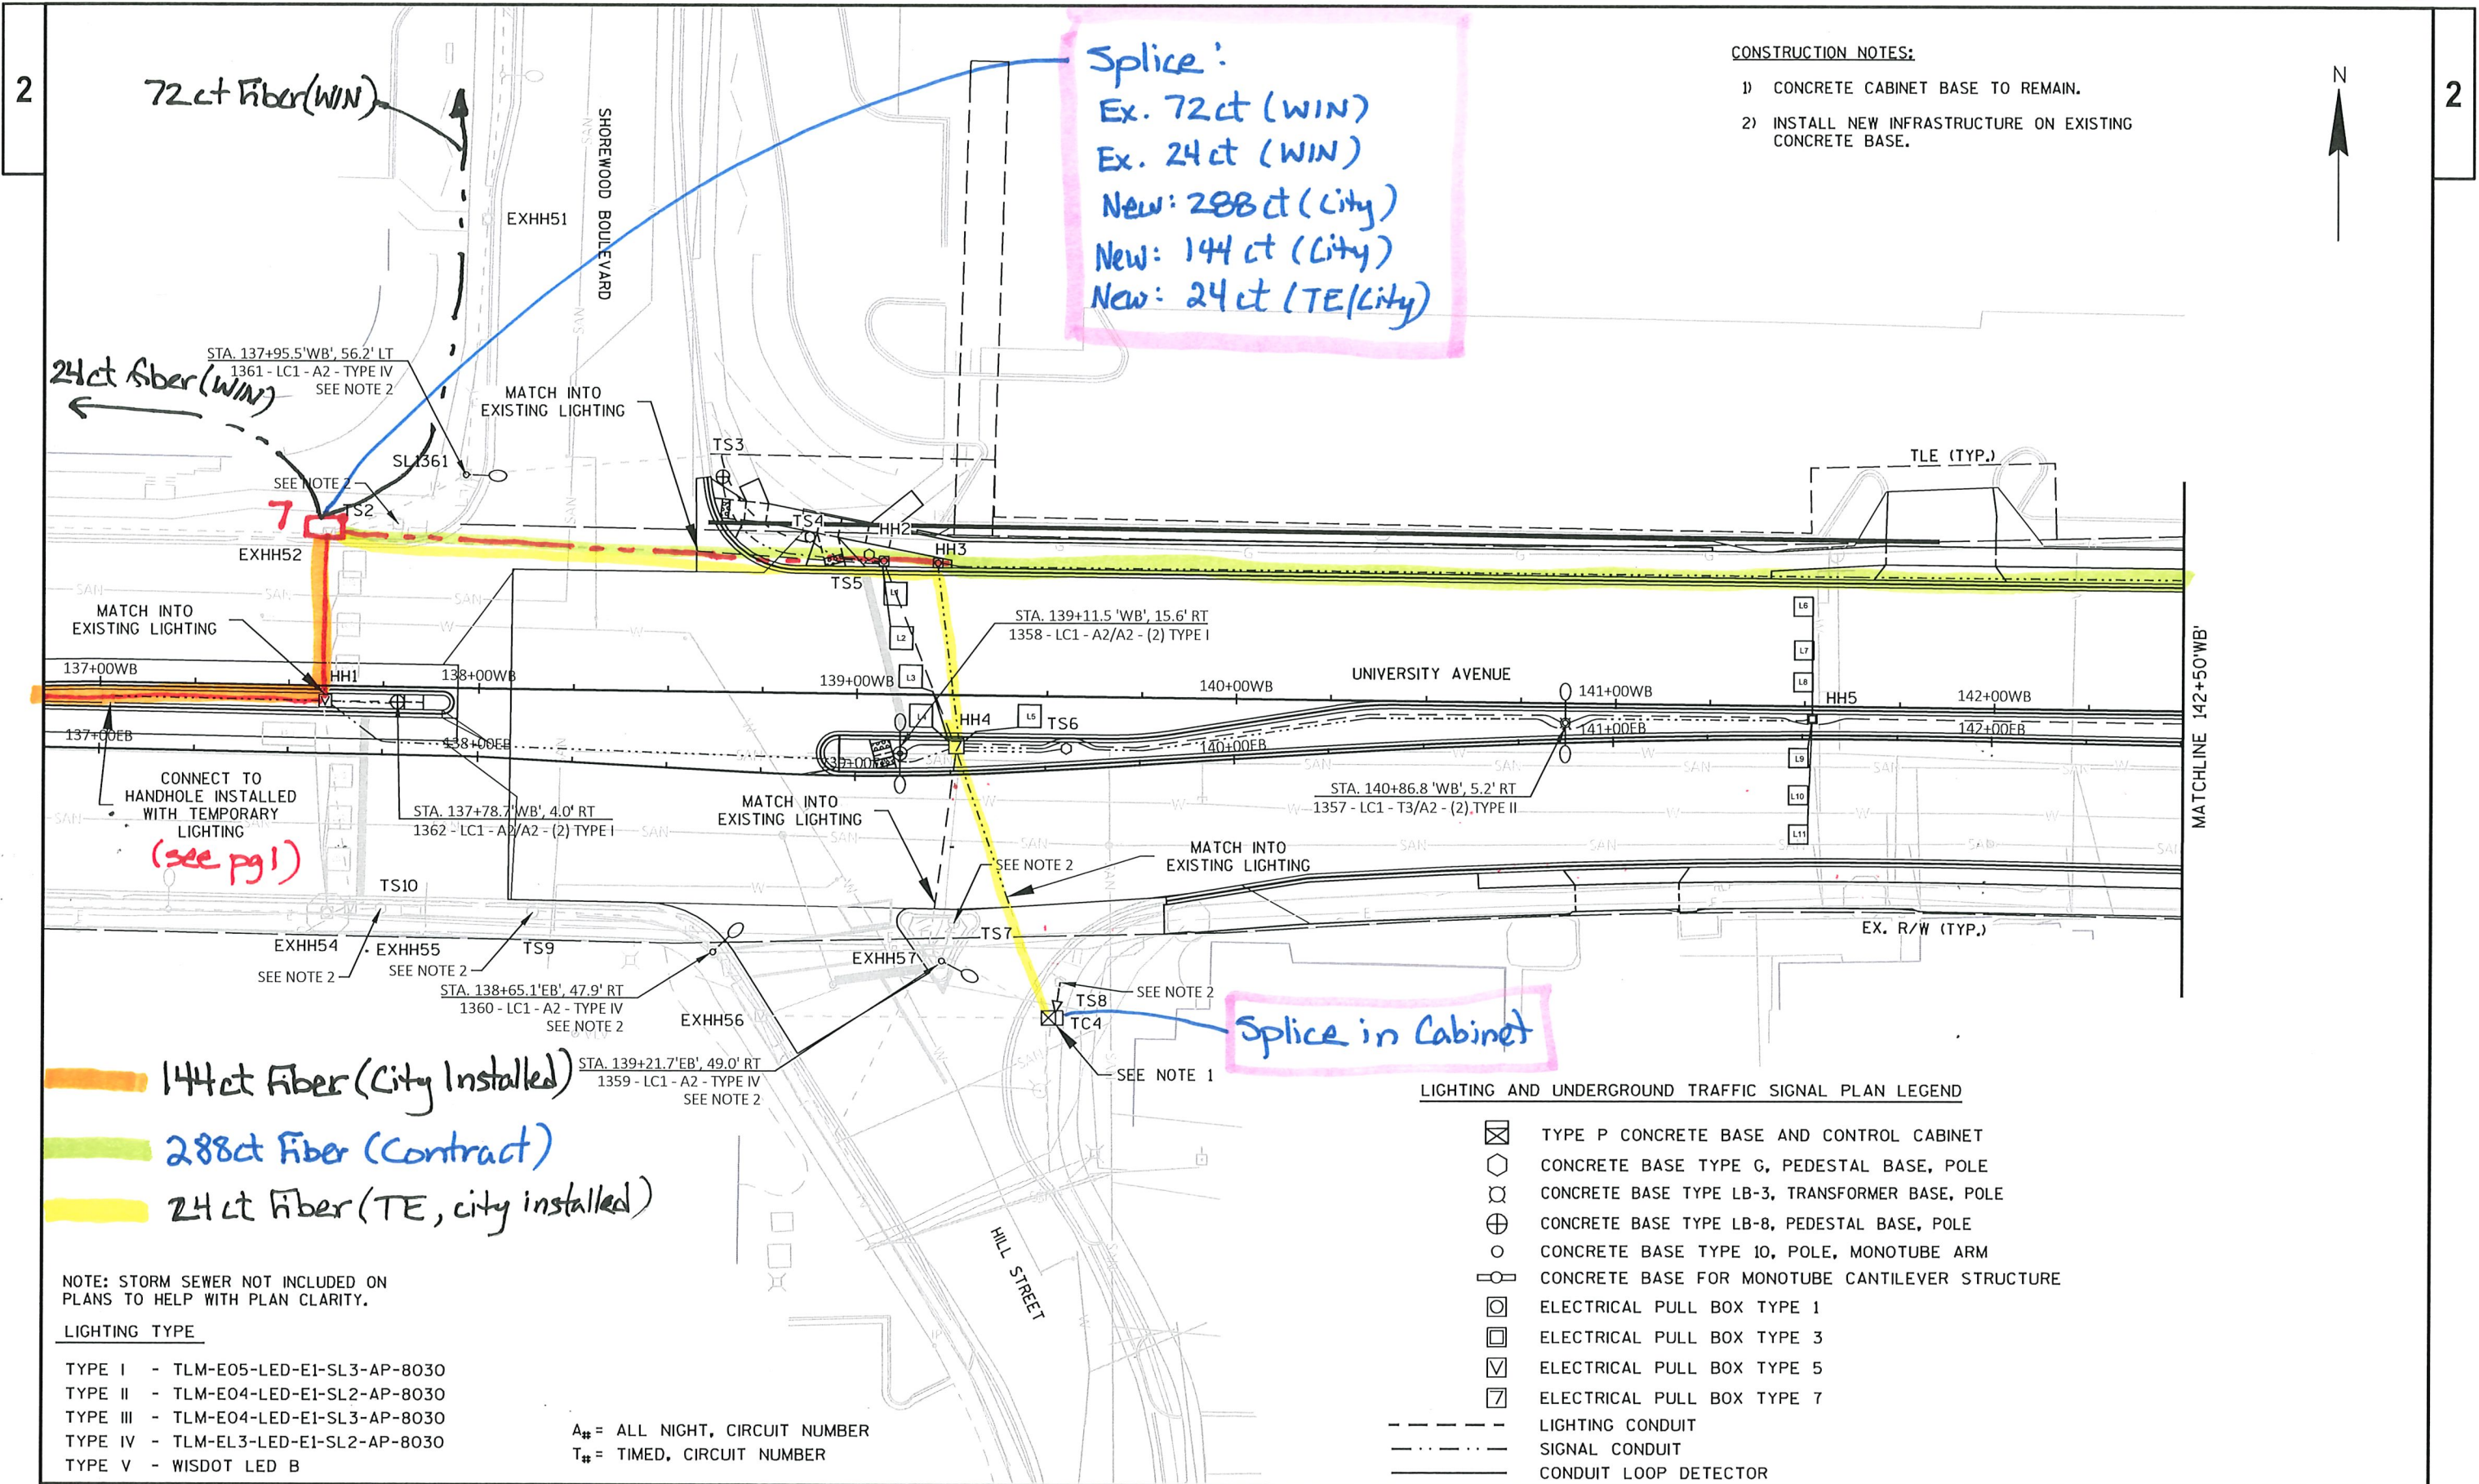 2
2
72ct Fiber(WIN)
Splice:
Ex. 72ct (WIN)
Ex. 24ct (WIN)
New: 288ct (City)
New: 144 ct (City)
New: 24ct (TE/City)
CONSTRUCTION NOTES:
1) CONCRETE CABINET BASE TO REMAIN.
2) INSTALL NEW INFRASTRUCTURE ON EXISTING
CONCRETE BASE.
N
SHOREWOOD BOULEVARD
EXHH51
STA. 137+95.5'WB', 56.2' LT
1361 - LC1 - A2 - TYPE IV
SEE NOTE 2
24ct fiber (WIN)
MATCH INTO
EXISTING LIGHTING
TS3
SL1361
SEE NOTE 2
7
TS2
EXHH52
TS4
HH2
HH3
TS5
TLE (TYP.)
L1
L2
L3
L4
L5
L6
L7
L8
L9
L10
L11
MATCH INTO
EXISTING LIGHTING
STA. 139+11.5 'WB', 15.6' RT
1358 - LC1 - A2/A2 - (2) TYPE I
UNIVERSITY AVENUE
137+00WB
138+00WB
139+00WB
140+00WB
141+00WB
142+00WB
HH1
HH4
TS6
HH5
137+00EB
138+00EB
140+00EB
141+00EB
142+00EB
7
MATCHLINE 142+50'WB'
CONNECT TO
HANDHOLE INSTALLED
WITH TEMPORARY
LIGHTING
(see pg1)
STA. 137+78.7'WB', 4.0' RT
1362 - LC1 - A2/A2 - (2) TYPE I
MATCH INTO
EXISTING LIGHTING
STA. 140+86.8 'WB', 5.2' RT
1357 - LC1 - T3/A2 - (2) TYPE II
SEE NOTE 2
MATCH INTO
EXISTING LIGHTING
TS10
EXHH54
EXHH55
TS9
SEE NOTE 2
SEE NOTE 2
STA. 138+65.1'EB', 47.9' RT
1360 - LC1 - A2 - TYPE IV
SEE NOTE 2
EXHH57
TS7
EX. R/W (TYP.)
EXHH56
SEE NOTE 2
TS8
TC4
Splice in Cabinet
SEE NOTE 1
STA. 139+21.7'EB', 49.0' RT
1359 - LC1 - A2 - TYPE IV
SEE NOTE 2
144ct Fiber (City Installed)
288ct Fiber (Contract)
24ct Fiber (TE, city installed)
HILL STREET
NOTE: STORM SEWER NOT INCLUDED ON
PLANS TO HELP WITH PLAN CLARITY.
LIGHTING TYPE
TYPE I - TLM-E05-LED-E1-SL3-AP-8030
TYPE II - TLM-E04-LED-E1-SL2-AP-8030
TYPE III - TLM-E04-LED-E1-SL3-AP-8030
TYPE IV - TLM-EL3-LED-E1-SL2-AP-8030
TYPE V - WISDOT LED B
A# = ALL NIGHT, CIRCUIT NUMBER
T# = TIMED, CIRCUIT NUMBER
LIGHTING AND UNDERGROUND TRAFFIC SIGNAL PLAN LEGEND
TYPE P CONCRETE BASE AND CONTROL CABINET
CONCRETE BASE TYPE G, PEDESTAL BASE, POLE
CONCRETE BASE TYPE LB-3, TRANSFORMER BASE, POLE
CONCRETE BASE TYPE LB-8, PEDESTAL BASE, POLE
CONCRETE BASE TYPE 10, POLE, MONOTUBE ARM
CONCRETE BASE FOR MONOTUBE CANTILEVER STRUCTURE
ELECTRICAL PULL BOX TYPE 1
ELECTRICAL PULL BOX TYPE 3
V ELECTRICAL PULL BOX TYPE 5
7 ELECTRICAL PULL BOX TYPE 7
LIGHTING CONDUIT
SIGNAL CONDUIT
CONDUIT LOOP DETECTOR